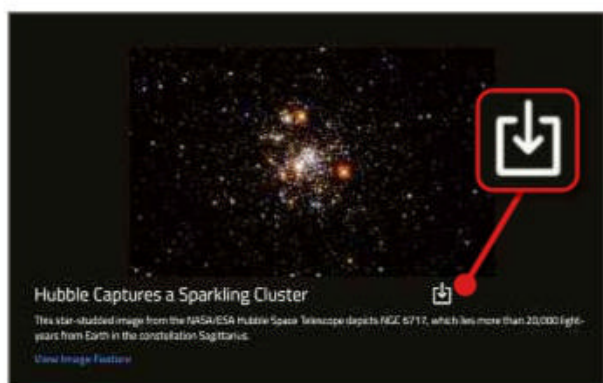 Hubble Captures a Sparkling Cluster
This star-studded image from the NASA/ESA Hubble Space Telescope depicts NGC 6717, which lies more than 20,000 light-
years from Earth in the constellation Sagittarius.
View Image Feature